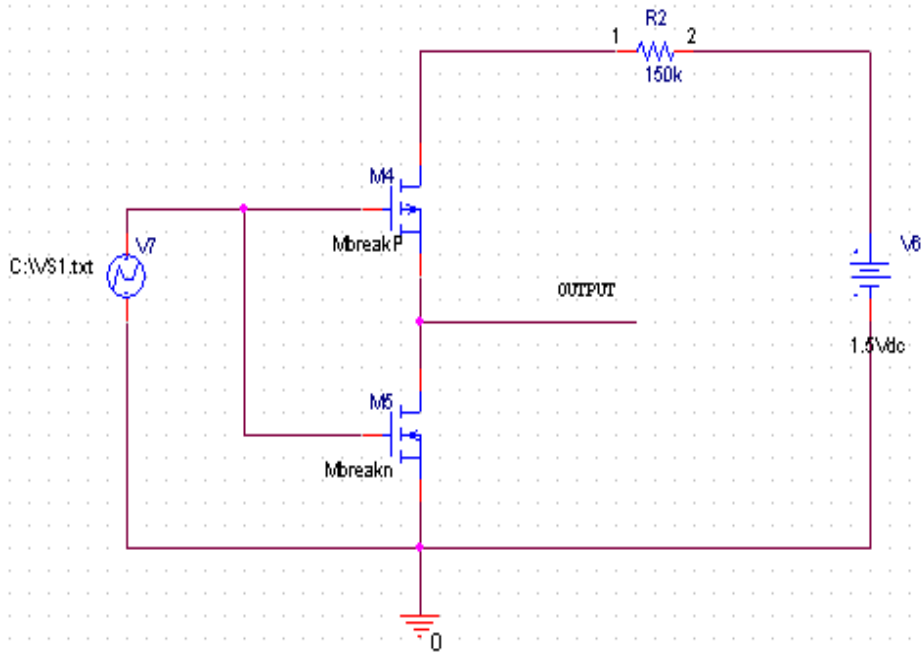 R2
1 2
150k
M4
MbreakP
V7
C:\VS1.txt
V6
OUTPUT
1.5Vdc
M5
Mbreakn
0